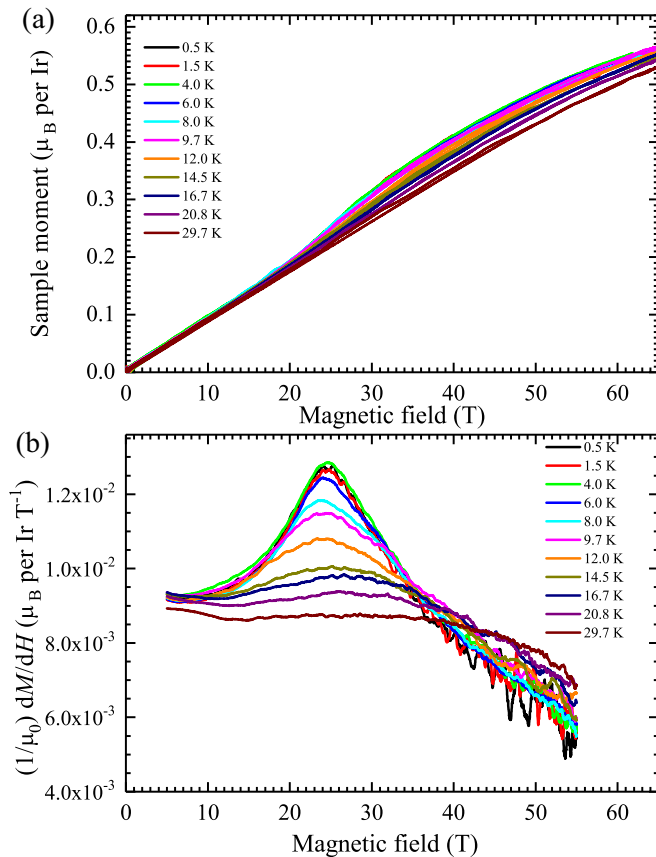 (a)
0.6
0.5
0.4
0.3
0.2
0.1
0.0
Sample moment (μ_B per Ir)
0.5 K
1.5 K
4.0 K
6.0 K
8.0 K
9.7 K
12.0 K
14.5 K
16.7 K
20.8 K
29.7 K
0 10 20 30 40 50 60
Magnetic field (T)
(b)
1.2x10⁻²
1.0x10⁻²
8.0x10⁻³
6.0x10⁻³
4.0x10⁻³
(1/μ₀) dM/dH (μ_B per Ir T⁻¹)
0.5 K
1.5 K
4.0 K
6.0 K
8.0 K
9.7 K
12.0 K
14.5 K
16.7 K
20.8 K
29.7 K
0 10 20 30 40 50 60
Magnetic field (T)